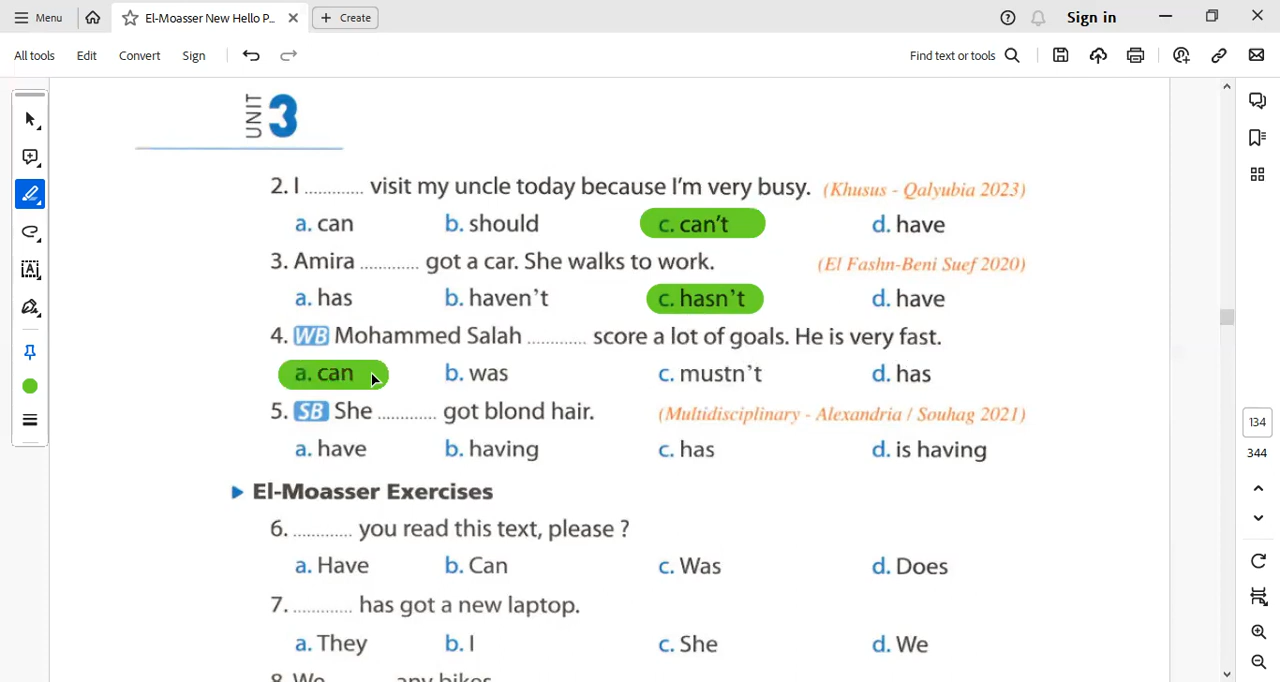 Menu
El-Moasser New Hello P...
Create
Sign in
All tools
Edit
Convert
Sign
Find text or tools
UNIT 3
2. I ............ visit my uncle today because I'm very busy. (Khusus - Qalyubia 2023)
a. can b. should c. can't d. have
3. Amira ............ got a car. She walks to work. (El Fashn-Beni Suef 2020)
a. has b. haven't c. hasn't d. have
4. WB Mohammed Salah ............ score a lot of goals. He is very fast.
a. can b. was c. mustn't d. has
5. SB She ............ got blond hair. (Multidisciplinary - Alexandria / Souhag 2021)
a. have b. having c. has d. is having
El-Moasser Exercises
6. ............ you read this text, please ?
a. Have b. Can c. Was d. Does
7. ............ has got a new laptop.
a. They b. I c. She d. We
8. We ............ any bikes.
134
344